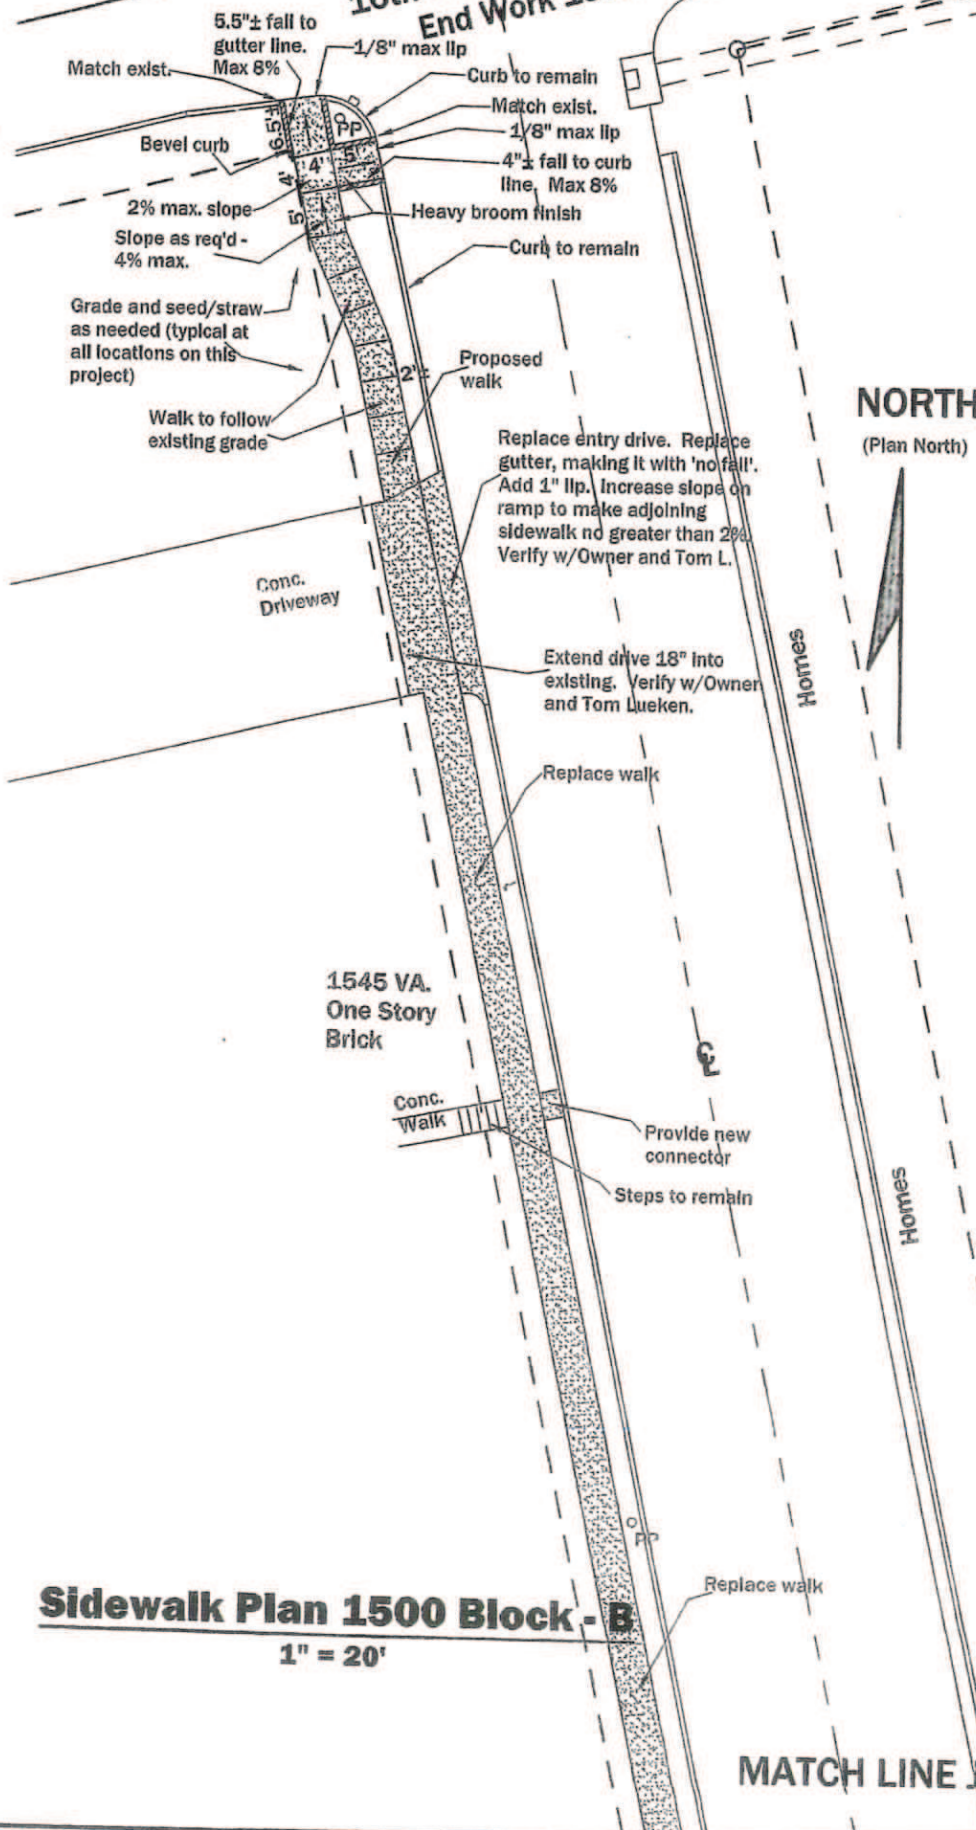 End Work
5.5"± fall to
gutter line.
Max 8%
1/8" max lip
Match exist.
Curb to remain
Match exist.
PP
6.5'±
Bevel curb
1/8" max lip
4'
5'
4"± fall to curb
line. Max 8%
4'
2% max. slope
Heavy broom finish
5'
Slope as req'd -
4% max.
Curb to remain
Grade and seed/straw
as needed (typical at
all locations on this
project)
Proposed
walk
2'±
NORTH
(Plan North)
Walk to follow
existing grade
Replace entry drive. Replace
gutter, making it with 'no fall'.
Add 1" lip. Increase slope on
ramp to make adjoining
sidewalk no greater than 2%.
Verify w/Owner and Tom L.
Conc.
Driveway
Homes
Extend drive 18" into
existing. Verify w/Owner
and Tom Lueken.
Replace walk
1545 VA.
One Story
Brick
CL
Conc.
Walk
Provide new
connector
Steps to remain
Homes
PP
Replace walk
Sidewalk Plan 1500 Block - B
1" = 20'
MATCH LINE